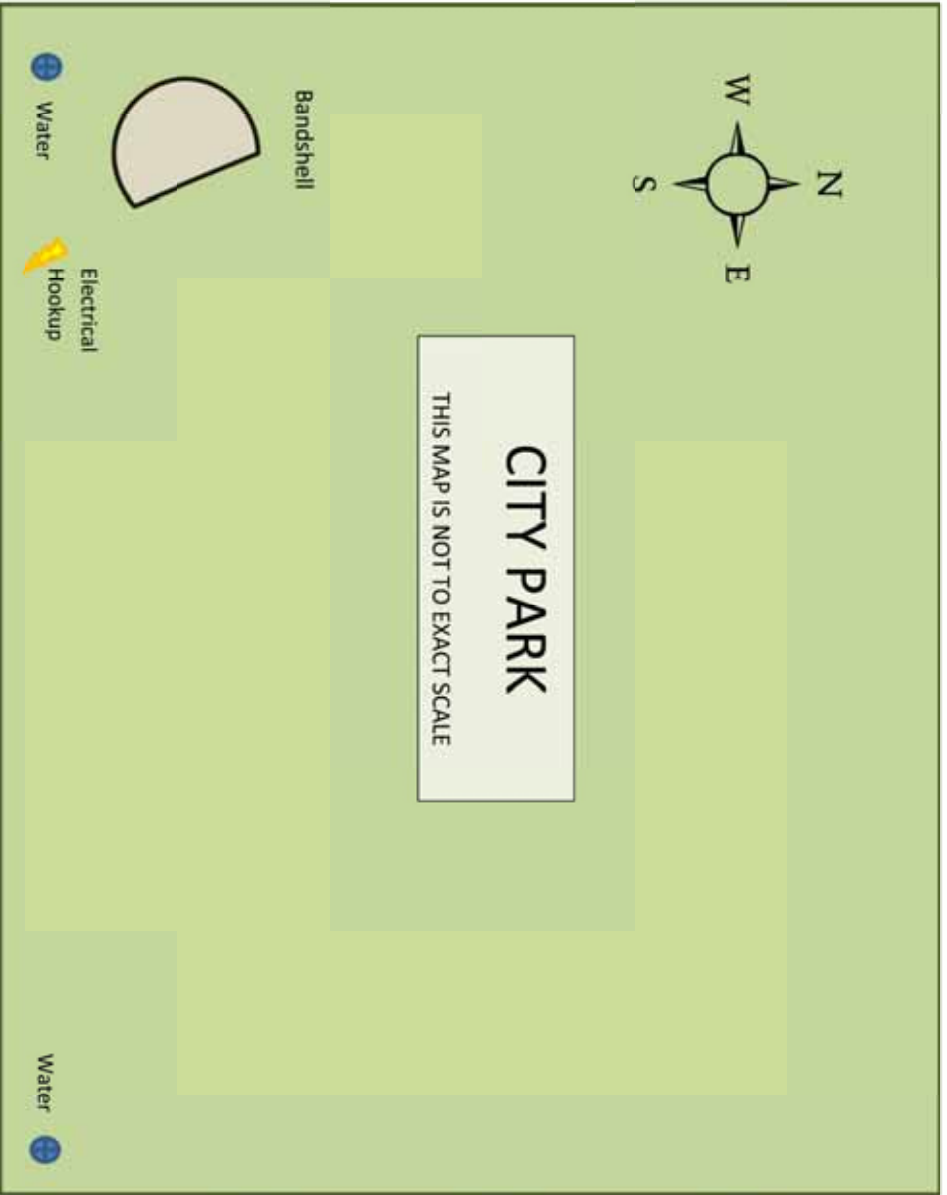 N
W E
S
CITY PARK
THIS MAP IS NOT TO EXACT SCALE
Bandshell
Water
Electrical
Hookup
Water